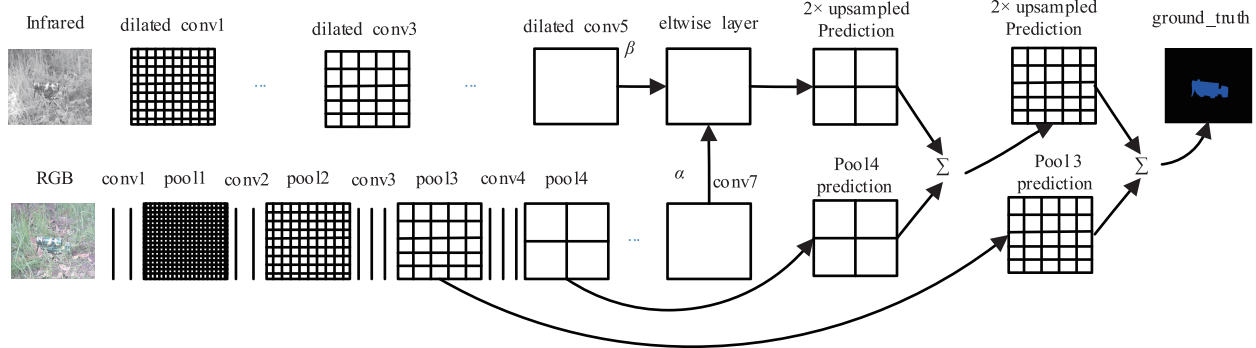 Infrared
dilated conv1
dilated conv3
dilated conv5
eltwise layer
2× upsampled
Prediction
2× upsampled
Prediction
ground_truth
...
...
β
RGB
conv1
pool1
conv2
pool2
conv3
pool3
conv4
pool4
α
conv7
Pool4
prediction
∑
Pool3
prediction
∑
...